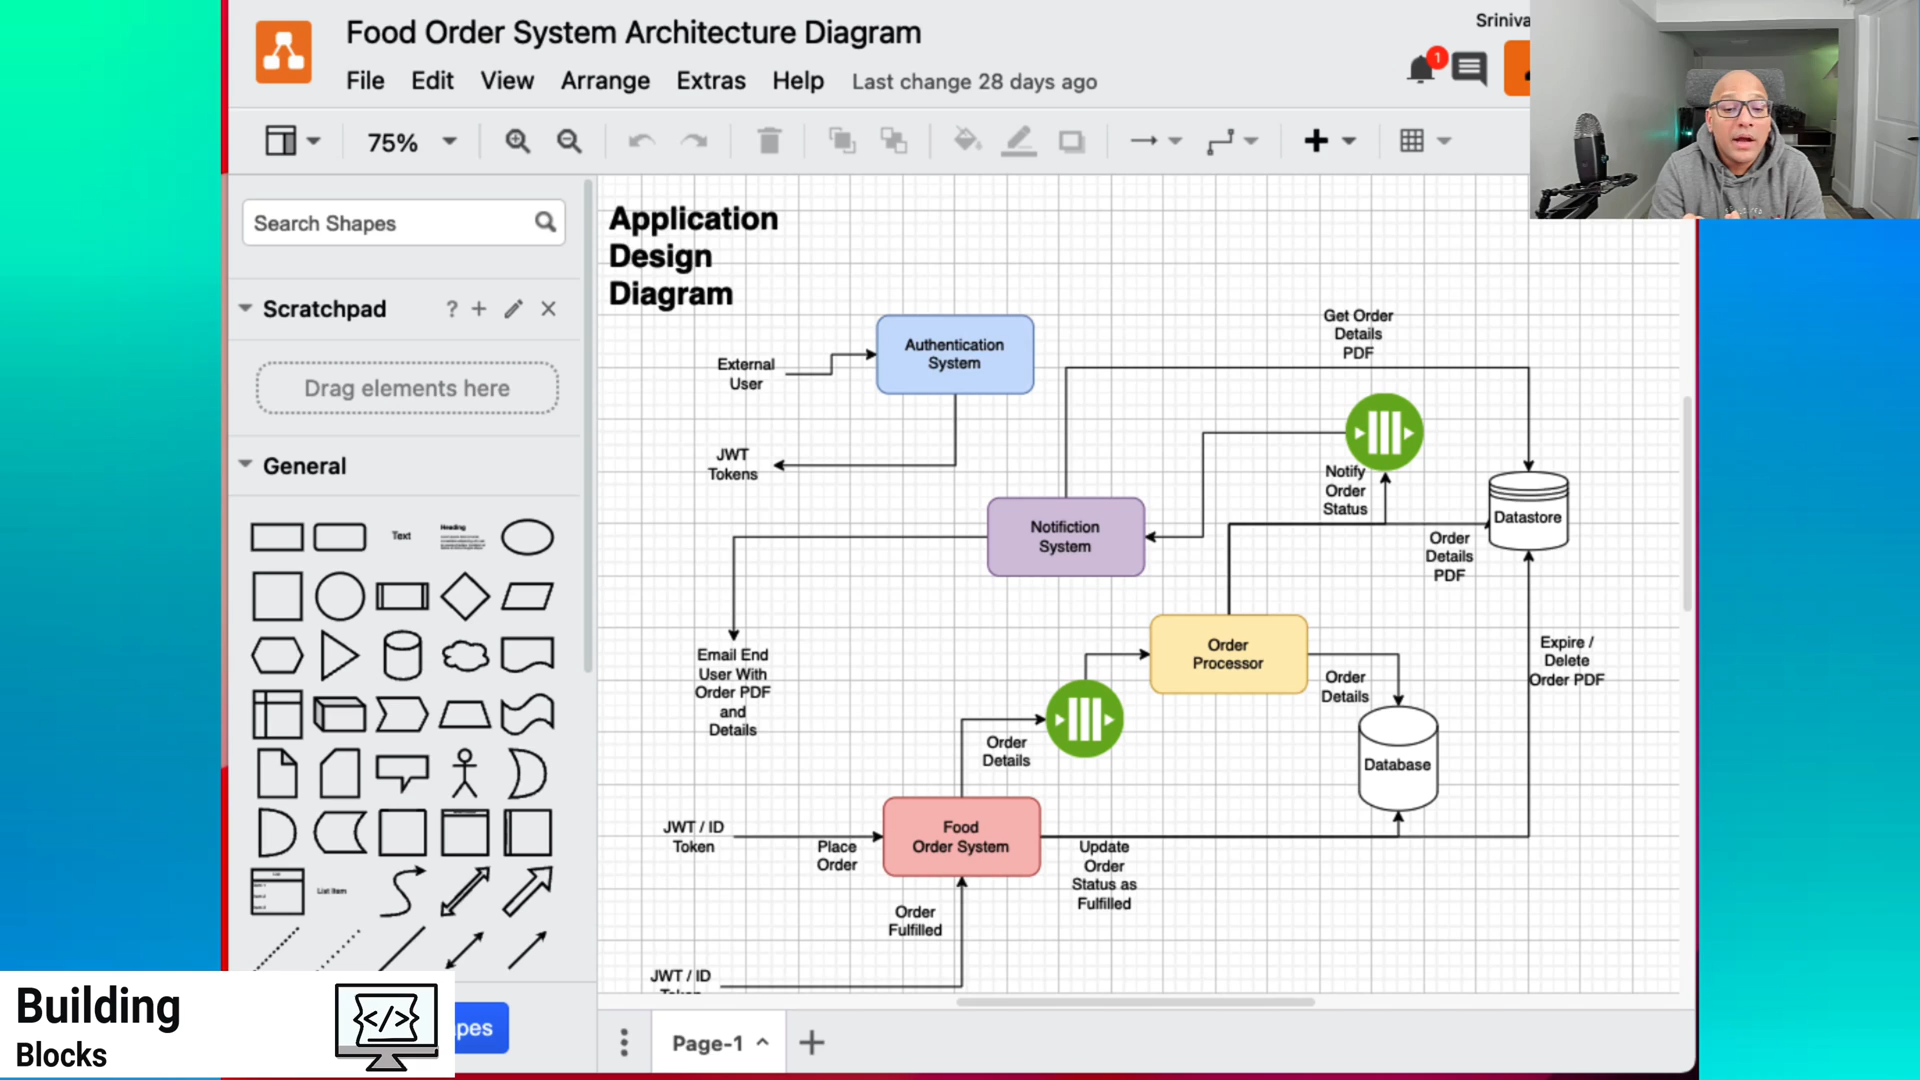 Food Order System Architecture Diagram
Sriniva
File Edit View Arrange Extras Help Last change 28 days ago
1
75%
Search Shapes
Scratchpad
?
Drag elements here
General
Text
Heading
List Item
Application
Design
Diagram
External
User
Authentication
System
JWT
Tokens
Get Order
Details
PDF
Notify
Order
Status
Datastore
Notifiction
System
Order
Details
PDF
Email End
User With
Order PDF
and
Details
Order
Processor
Order
Details
Expire /
Delete
Order PDF
Order
Details
Database
JWT / ID
Token
Place
Order
Food
Order System
Update
Order
Status as
Fulfilled
Order
Fulfilled
JWT / ID
Building
Blocks
</>
pes
Page-1